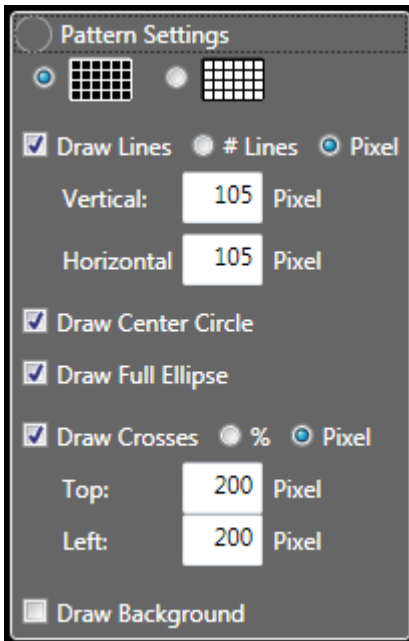 Pattern Settings
Draw Lines # Lines Pixel
Vertical: 105 Pixel
Horizontal 105 Pixel
Draw Center Circle
Draw Full Ellipse
Draw Crosses % Pixel
Top: 200 Pixel
Left: 200 Pixel
Draw Background